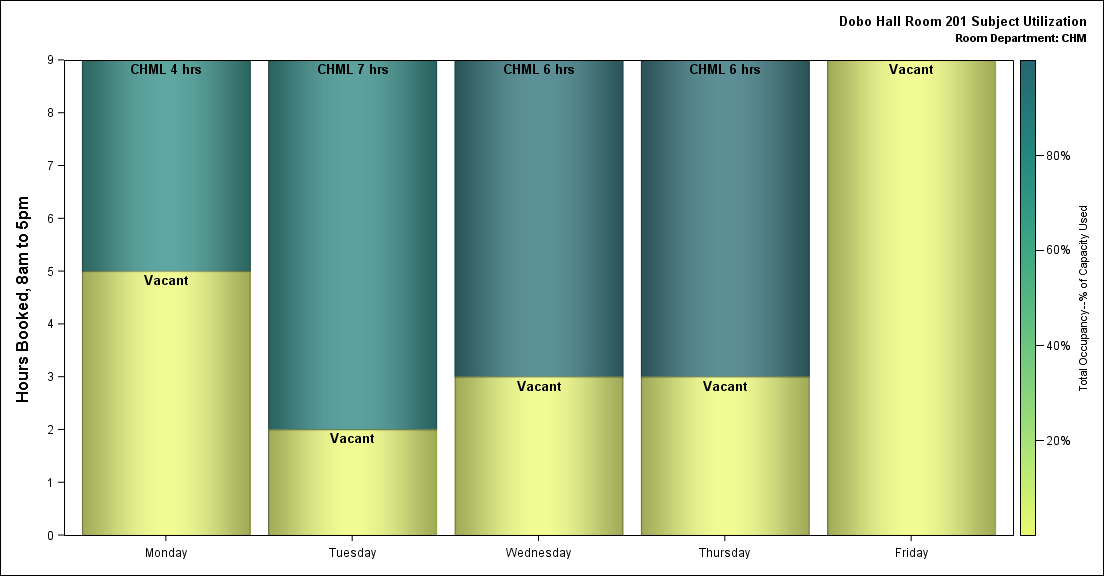 Dobo Hall Room 201 Subject Utilization
Room Department: CHM
Hours Booked, 8am to 5pm
9
8
7
6
5
4
3
2
1
0
CHML 4 hrs
Vacant
CHML 7 hrs
Vacant
CHML 6 hrs
Vacant
CHML 6 hrs
Vacant
Vacant
Monday
Tuesday
Wednesday
Thursday
Friday
80%
60%
40%
20%
Total Occupancy--% of Capacity Used